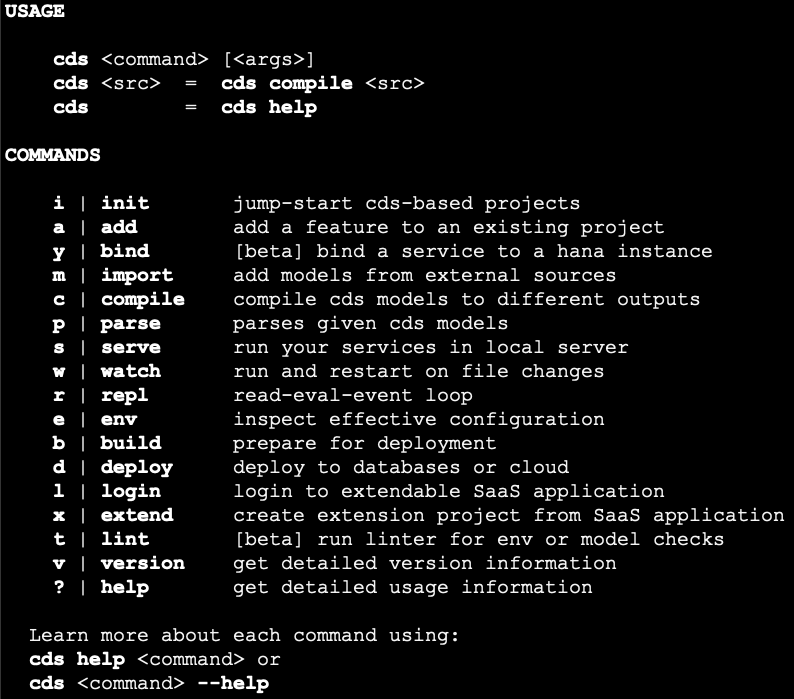 USAGE
cds <command> [<args>]
cds <src> = cds compile <src>
cds = cds help
COMMANDS
i | init jump-start cds-based projects
a | add add a feature to an existing project
y | bind [beta] bind a service to a hana instance
m | import add models from external sources
c | compile compile cds models to different outputs
p | parse parses given cds models
s | serve run your services in local server
w | watch run and restart on file changes
r | repl read-eval-event loop
e | env inspect effective configuration
b | build prepare for deployment
d | deploy deploy to databases or cloud
l | login login to extendable SaaS application
x | extend create extension project from SaaS application
t | lint [beta] run linter for env or model checks
v | version get detailed version information
? | help get detailed usage information
Learn more about each command using:
cds help <command> or
cds <command> --help